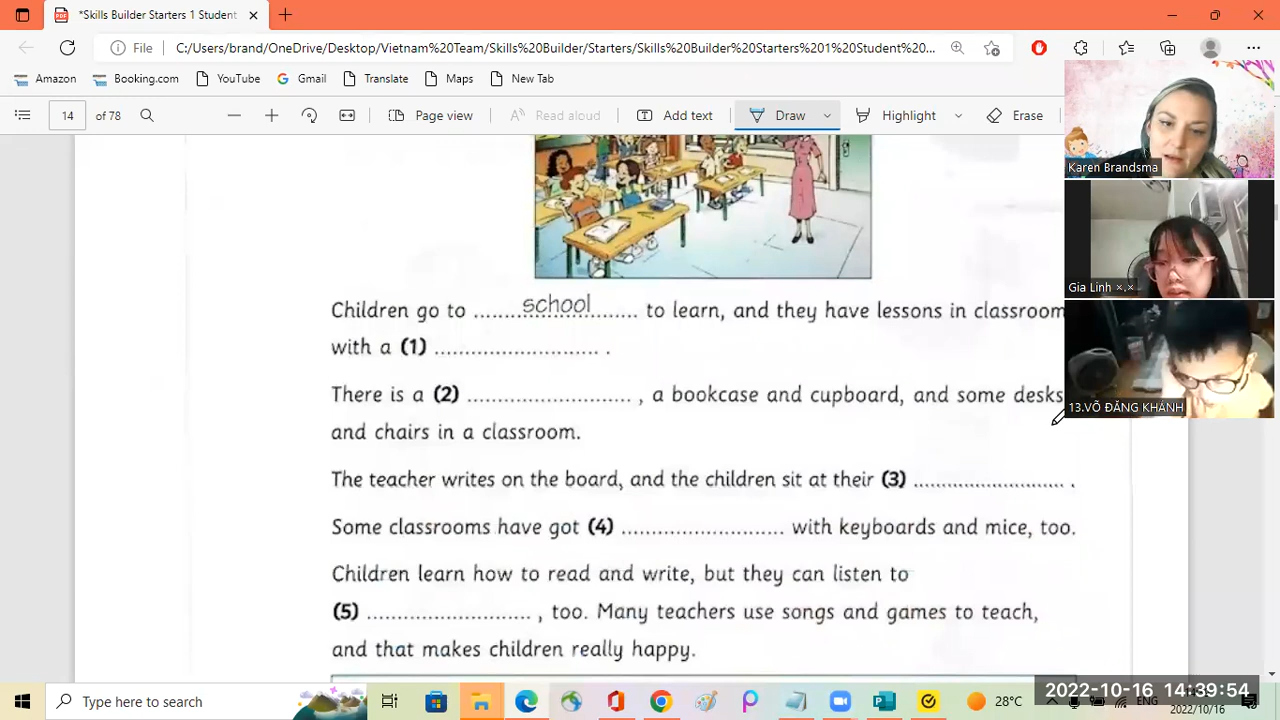 *Skills Builder Starters 1 Student
File
C:/Users/brand/OneDrive/Desktop/Vietnam%20Team/Skills%20Builder/Starters/Skills%20Builder%20Starters%201%20Student%20...
Amazon
Booking.com
YouTube
Gmail
Translate
Maps
New Tab
14 of 78
Page view
Read aloud
Add text
Draw
Highlight
Erase
Karen Brandsma
Gia Linh ×.×
13.VÕ ĐĂNG KHÁNH
Children go to ......school...... to learn, and they have lessons in classroom
with a (1) ........................... .
There is a (2) ........................... , a bookcase and cupboard, and some desks
and chairs in a classroom.
The teacher writes on the board, and the children sit at their (3) ........................... .
Some classrooms have got (4) ........................... with keyboards and mice, too.
Children learn how to read and write, but they can listen to
(5) ........................... , too. Many teachers use songs and games to teach,
and that makes children really happy.
Type here to search
28°C
ENG
2022-10-16 14:39:54
2022/10/16